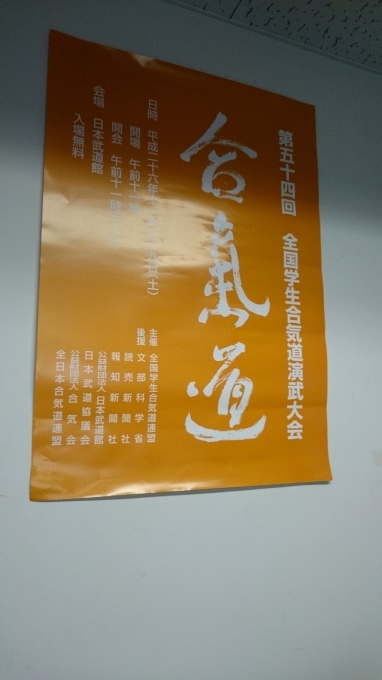 第五十四回 全国学生合気道演武大会
合氣道
日時 平成二十六年十 (土)
開場 午前十一
開会 午前十一時
会場 日本武道館
入場無料
主催 全国学生合気道連盟
後援 文部科学省
読売新聞社
報知新聞社
公益財団法人 日本武道館
日本武道協議会
公益財団法人 合気会
全日本合気道連盟